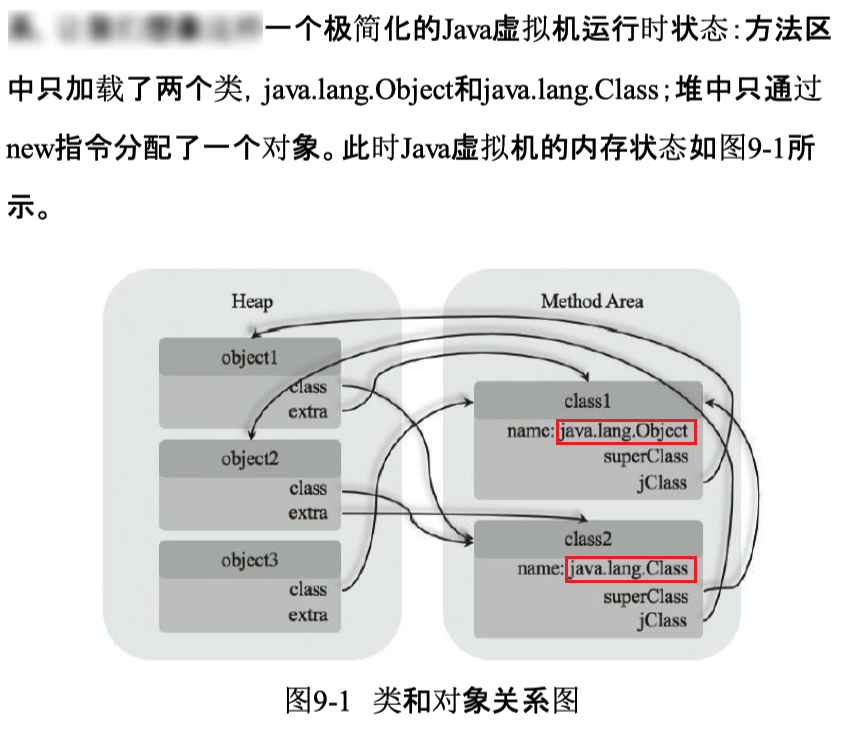 一个极简化的Java虚拟机运行时状态:方法区
中只加载了两个类, java.lang.Object和java.lang.Class;堆中只通过
new指令分配了一个对象。此时Java虚拟机的内存状态如图9-1所
示。
Heap
object1
class
extra
object2
class
extra
object3
class
extra
Method Area
class1
name: java.lang.Object
superClass
jClass
class2
name: java.lang.Class
superClass
jClass
图9-1 类和对象关系图